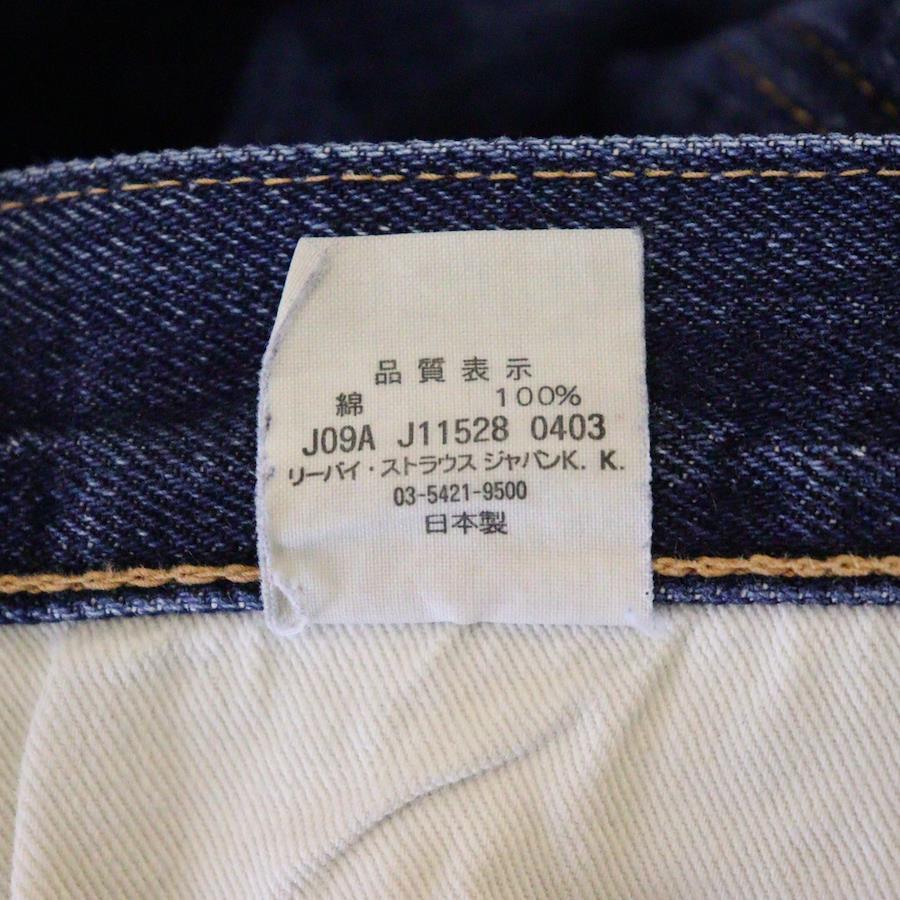 品質表示
綿 100%
J09A J11528 0403
リーバイ・ストラウス ジャパンK. K.
03-5421-9500
日本製